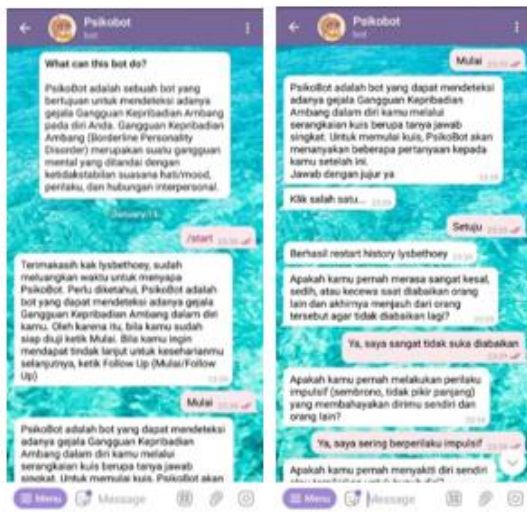 Psikobot
bot
What can this bot do?
PsikoBot adalah sebuah bot yang
bertujuan untuk mendeteksi adanya
gejala Gangguan Kepribadian Ambang
pada diri Anda. Gangguan Kepribadian
Ambang (Borderline Personality
Disorder) merupakan suatu gangguan
mental yang ditandai dengan
ketidakstabilan suasana hati/mood,
perilaku, dan hubungan interpersonal.
January
/start
Terimakasih kak lysbethoey, sudah
meluangkan waktu untuk menyapa
PsikoBot. Perlu diketahui, PsikoBot adalah
bot yang dapat mendeteksi adanya gejala
Gangguan Kepribadian Ambang dalam diri
kamu. Oleh karena itu, bila kamu sudah
siap diuji ketik Mulai. Bila kamu ingin
mendapat tindak lanjut untuk keseharianmu
selanjutnya, ketik Follow Up (Mulai/Follow
Up)
Mulai
PsikoBot adalah bot yang dapat mendeteksi
adanya gejala Gangguan Kepribadian
Ambang dalam diri kamu melalui
serangkaian kuis berupa tanya jawab
singkat. Untuk memulai kuis, PsikoBot akan
Menu
Message
Psikobot
bot
Mulai
PsikoBot adalah bot yang dapat mendeteksi
adanya gejala Gangguan Kepribadian
Ambang dalam diri kamu melalui
serangkaian kuis berupa tanya jawab
singkat. Untuk memulai kuis, PsikoBot akan
menanyakan beberapa pertanyaan kepada
kamu setelah ini.
Jawab dengan jujur ya
Klik salah satu...
Setuju
Berhasil restart history lysbethoey
Apakah kamu pernah merasa sangat kesal,
sedih, atau kecewa saat diabaikan orang
lain dan akhirnya menjauh dari orang
tersebut agar tidak diabaikan lagi?
Ya, saya sangat tidak suka diabaikan
Apakah kamu pernah melakukan perilaku
impulsif (sembrono, tidak pikir panjang)
yang membahayakan dirimu sendiri dan
orang lain?
Ya, saya sering berperilaku impulsif
Apakah kamu pernah menyakiti diri sendiri
Menu
Message